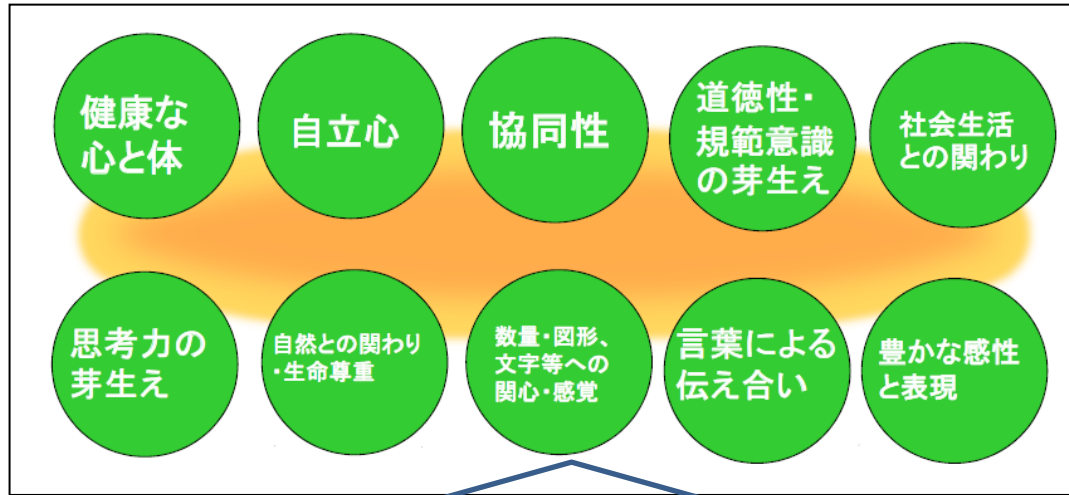 健康な
心と体
自立心
協同性
道徳性・
規範意識
の芽生え
社会生活
との関わり
思考力の
芽生え
自然との関わり
・生命尊重
数量・図形、
文字等への
関心・感覚
言葉による
伝え合い
豊かな感性
と表現